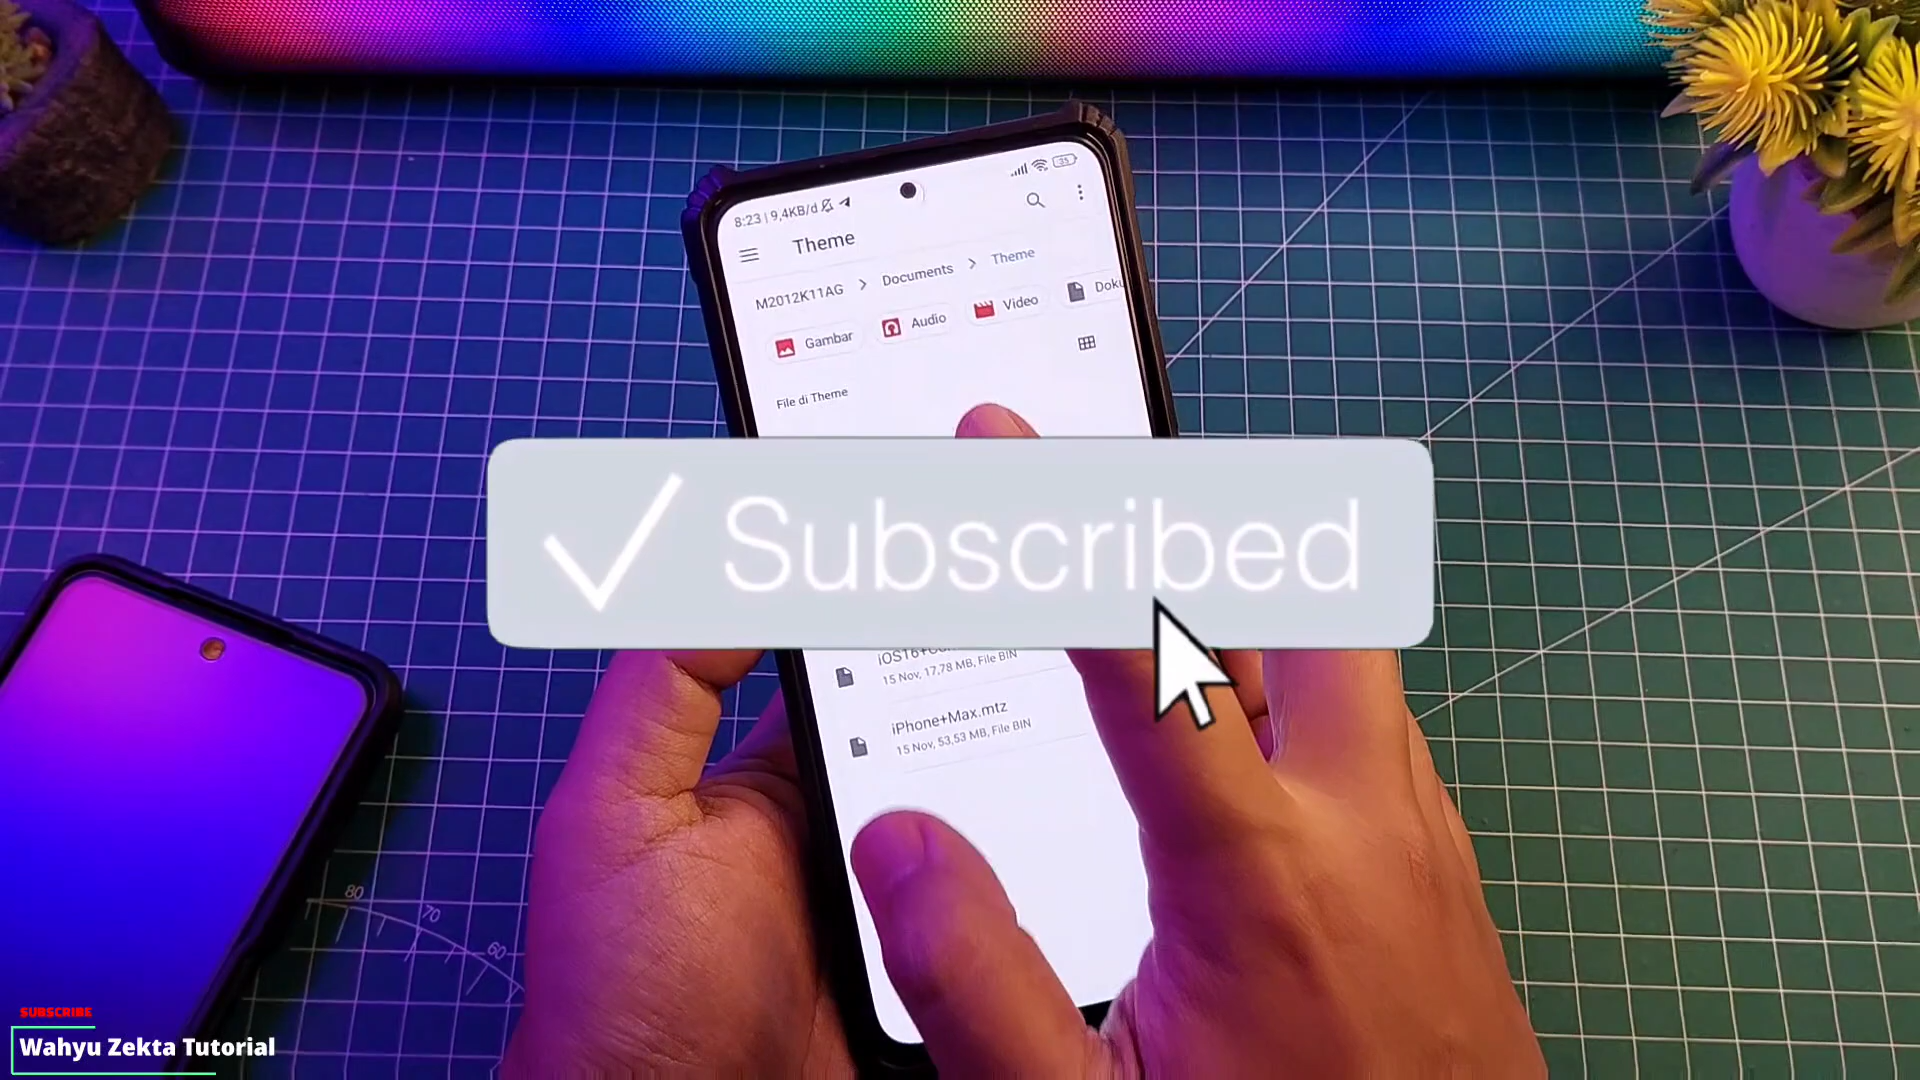 8:23 | 9,4KB/d
35
Theme
M2012K11AG > Documents > Theme
Gambar
Audio
Video
File di Theme
Subscribed
15 Nov, 17,78 MB, File BIN
iPhone+Max.mtz
15 Nov, 53,53 MB, File BIN
80
70
60
SUBSCRIBE
Wahyu Zekta Tutorial